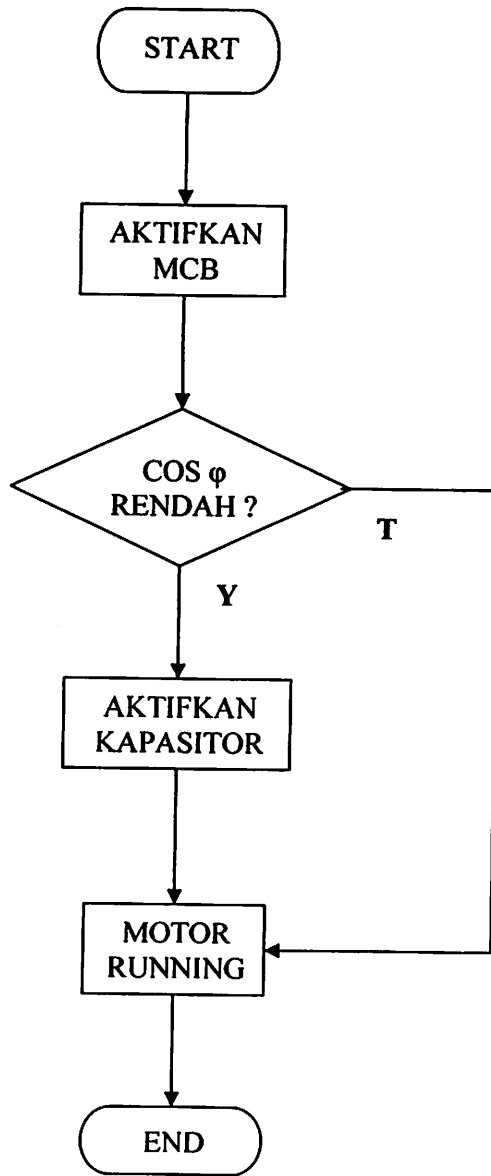 START
AKTIFKAN
MCB
COS φ
RENDAH ?
T
Y
AKTIFKAN
KAPASITOR
MOTOR
RUNNING
END